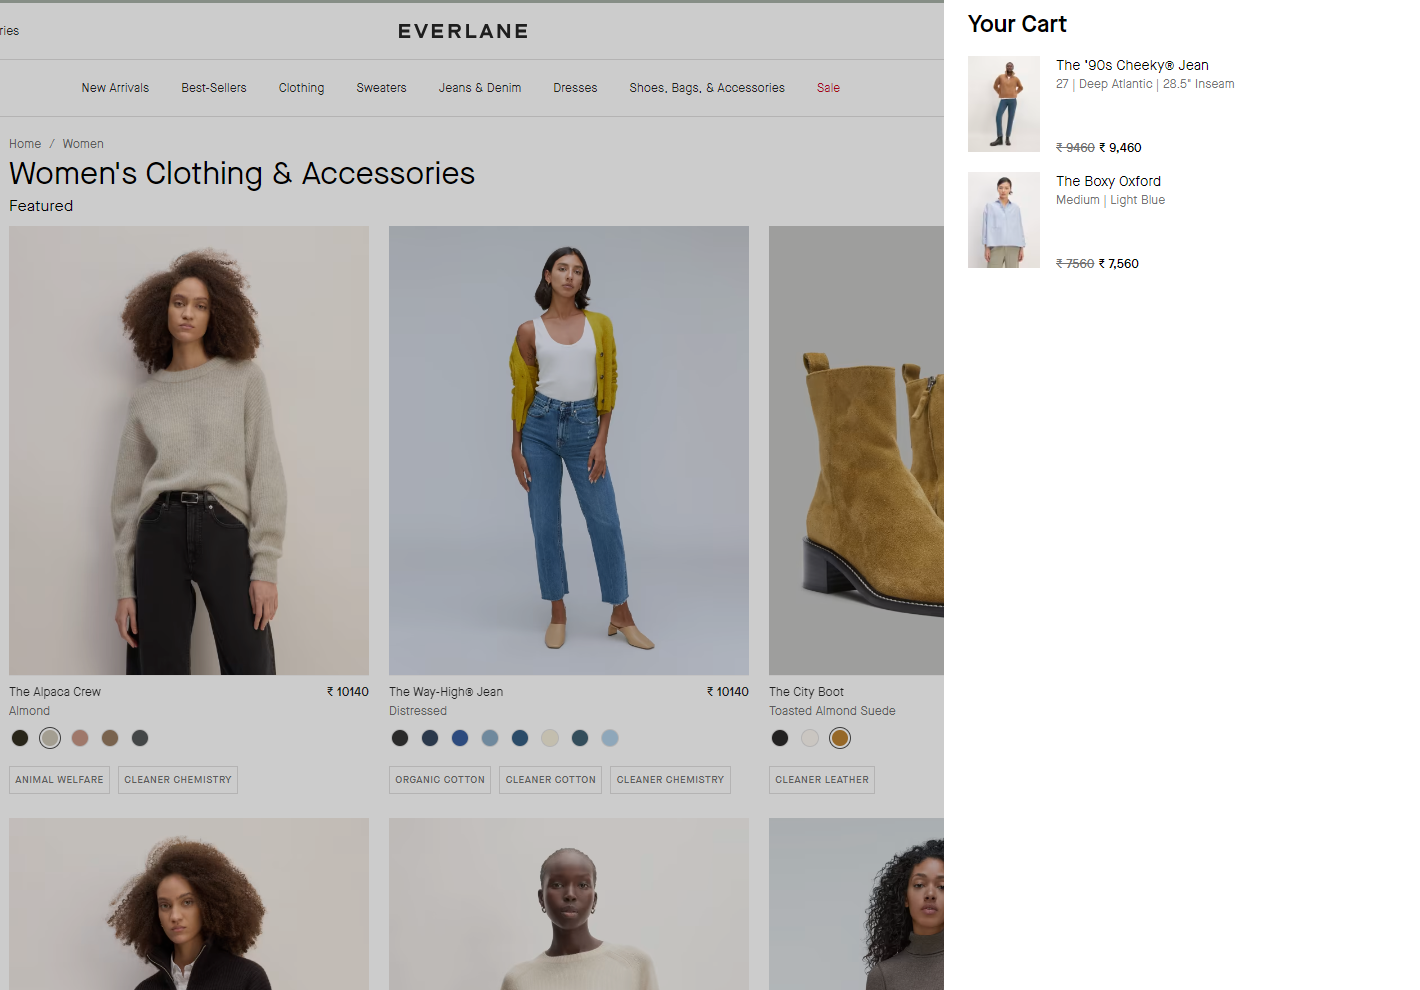 ries
EVERLANE
New Arrivals Best-Sellers Clothing Sweaters Jeans & Denim Dresses Shoes, Bags, & Accessories Sale
Home / Women
Women's Clothing & Accessories
Featured
The Alpaca Crew ₹ 10140
Almond
ANIMAL WELFARE CLEANER CHEMISTRY
The Way-High® Jean ₹ 10140
Distressed
ORGANIC COTTON CLEANER COTTON CLEANER CHEMISTRY
The City Boot
Toasted Almond Suede
CLEANER LEATHER
Your Cart
The '90s Cheeky® Jean
27 | Deep Atlantic | 28.5" Inseam
₹ 9460 ₹ 9,460
The Boxy Oxford
Medium | Light Blue
₹ 7560 ₹ 7,560